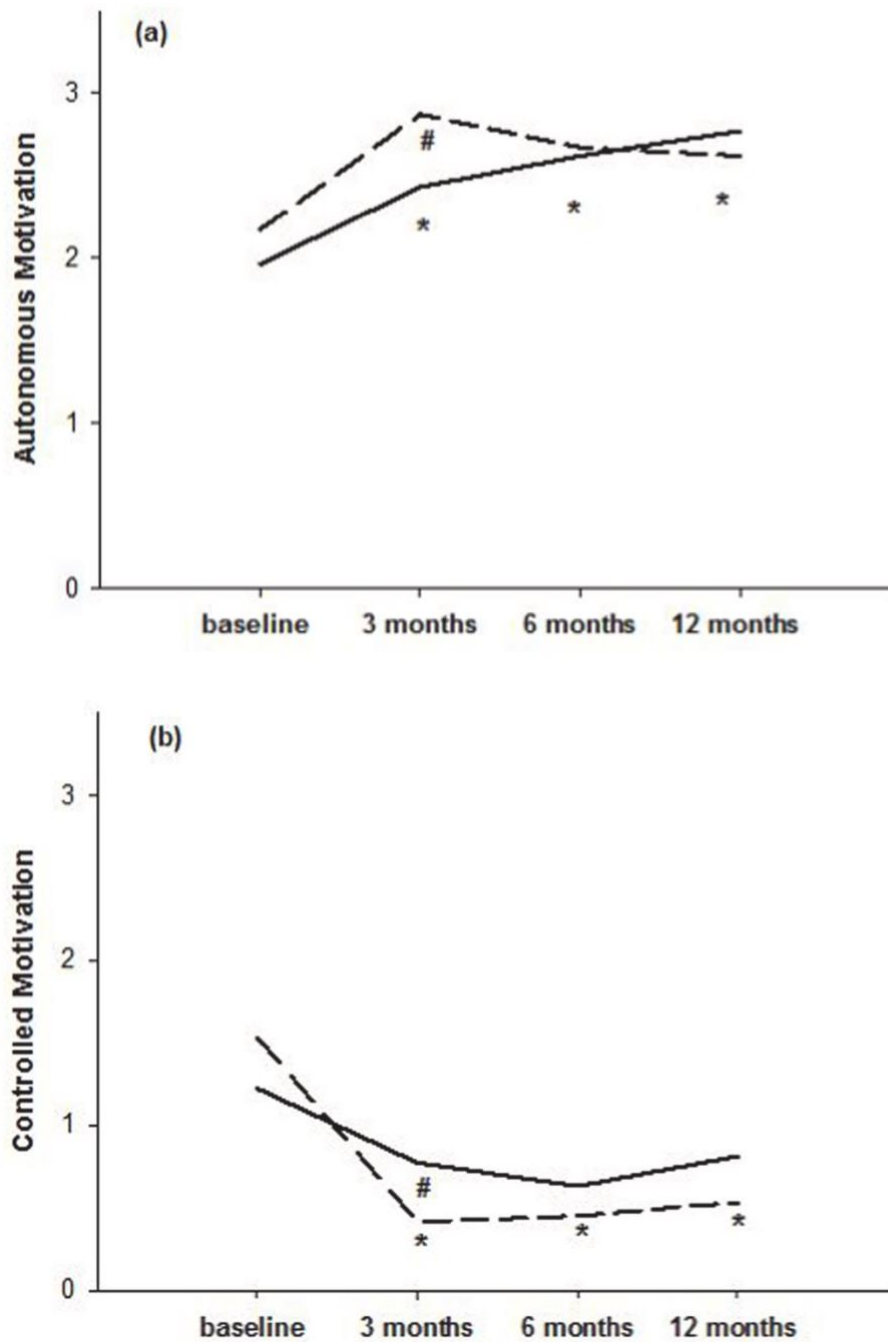 (a)
Autonomous Motivation
3
2
1
0
#
* * *
baseline 3 months 6 months 12 months
(b)
Controlled Motivation
3
2
1
0
#
* * *
baseline 3 months 6 months 12 months